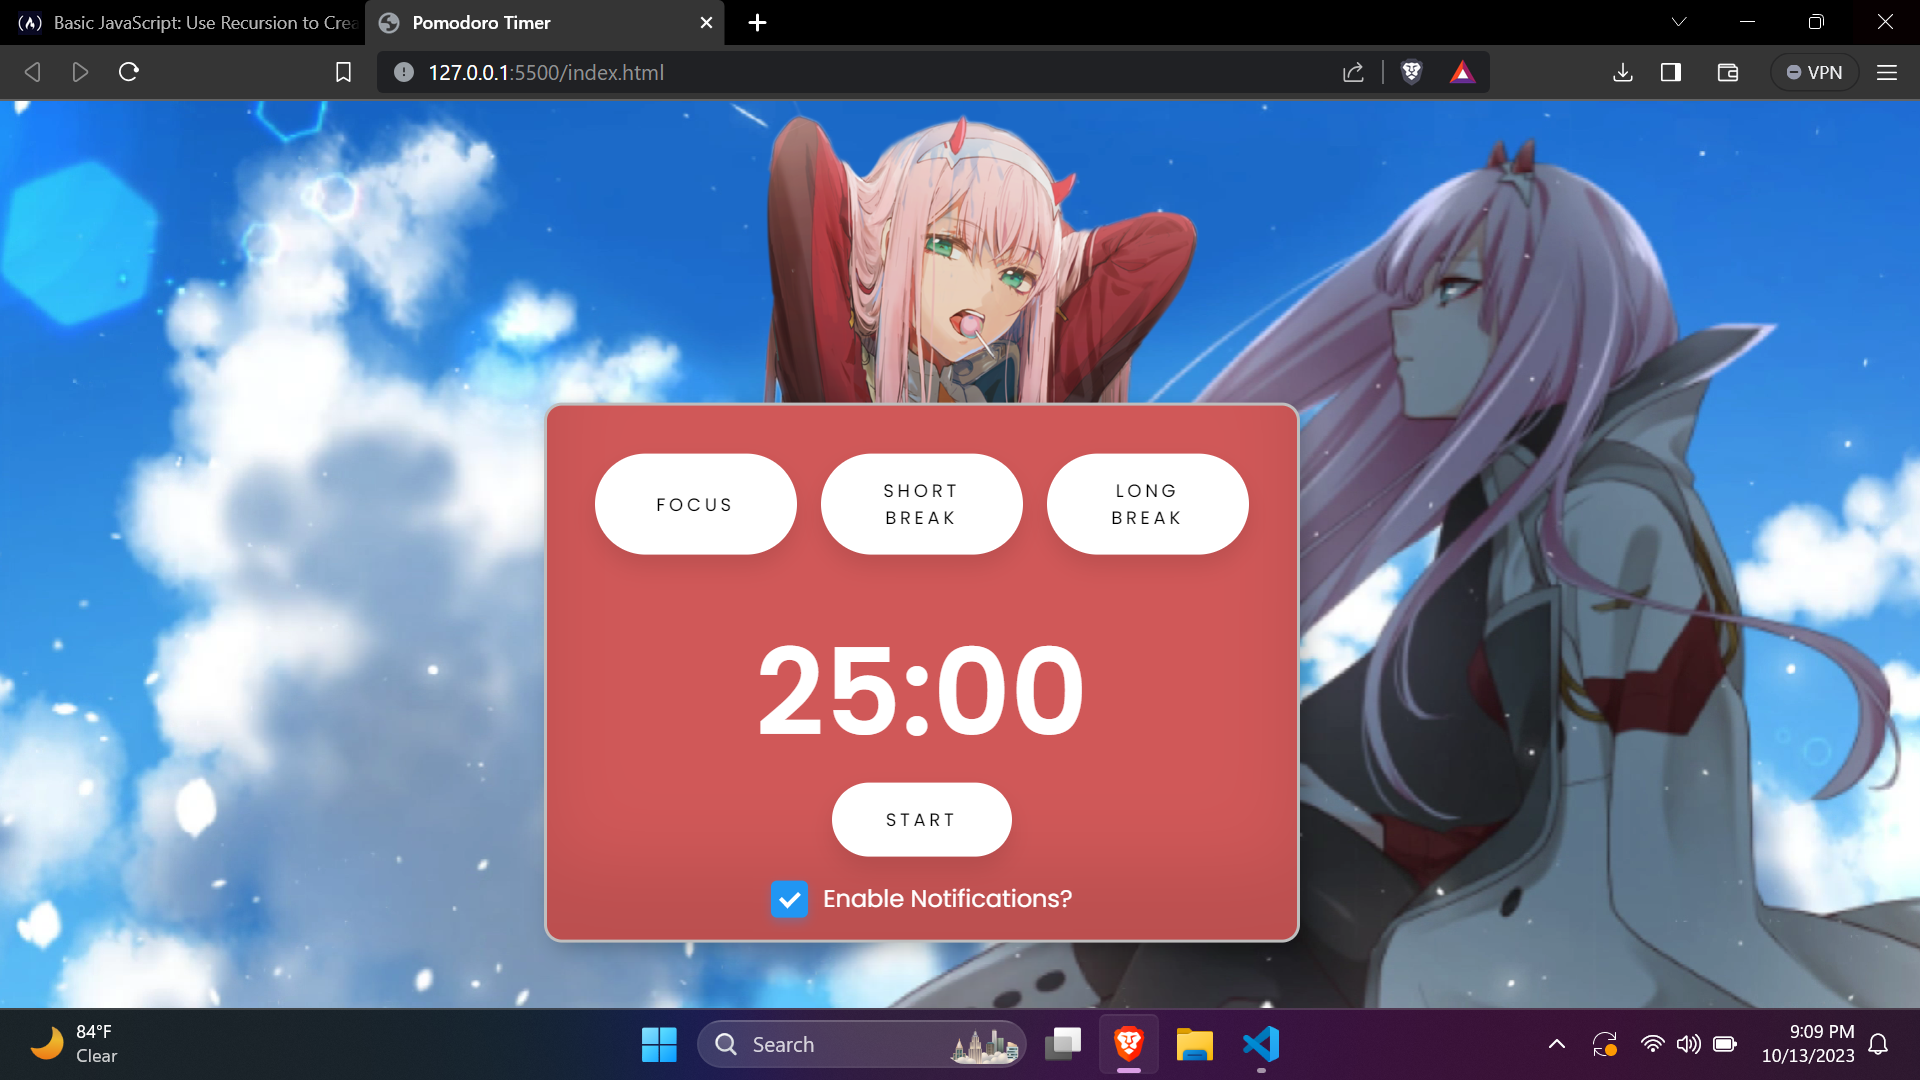 Basic JavaScript: Use Recursion to Crea
Pomodoro Timer
127.0.0.1:5500/index.html
VPN
FOCUS
SHORT
BREAK
LONG
BREAK
25:00
START
Enable Notifications?
84°F
Clear
Search
9:09 PM
10/13/2023